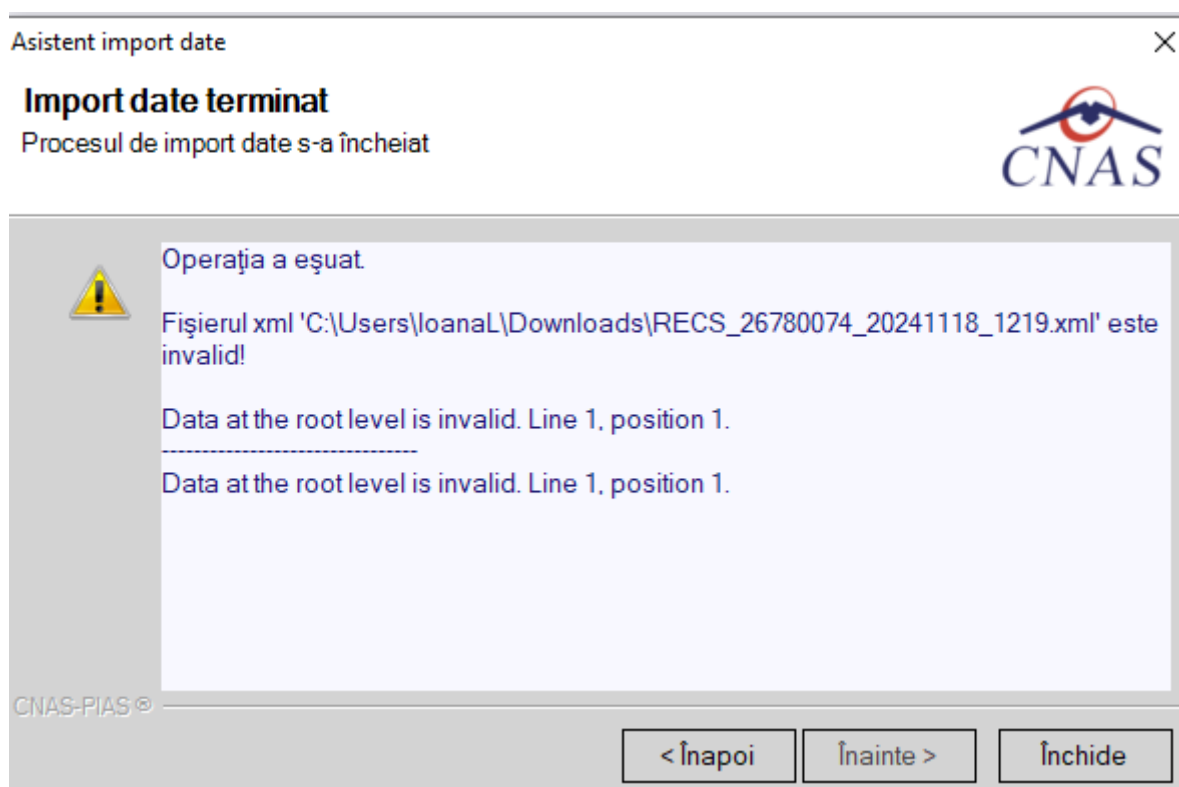 Asistent import date
Import date terminat
Procesul de import date s-a încheiat
CNAS
Operaţia a eşuat.
Fişierul xml 'C:\Users\IoanaL\Downloads\RECS_26780074_20241118_1219.xml' este
invalid!
Data at the root level is invalid. Line 1, position 1.
--------------------------------
Data at the root level is invalid. Line 1, position 1.
CNAS-PIAS ®
< Înapoi
Înainte >
Închide